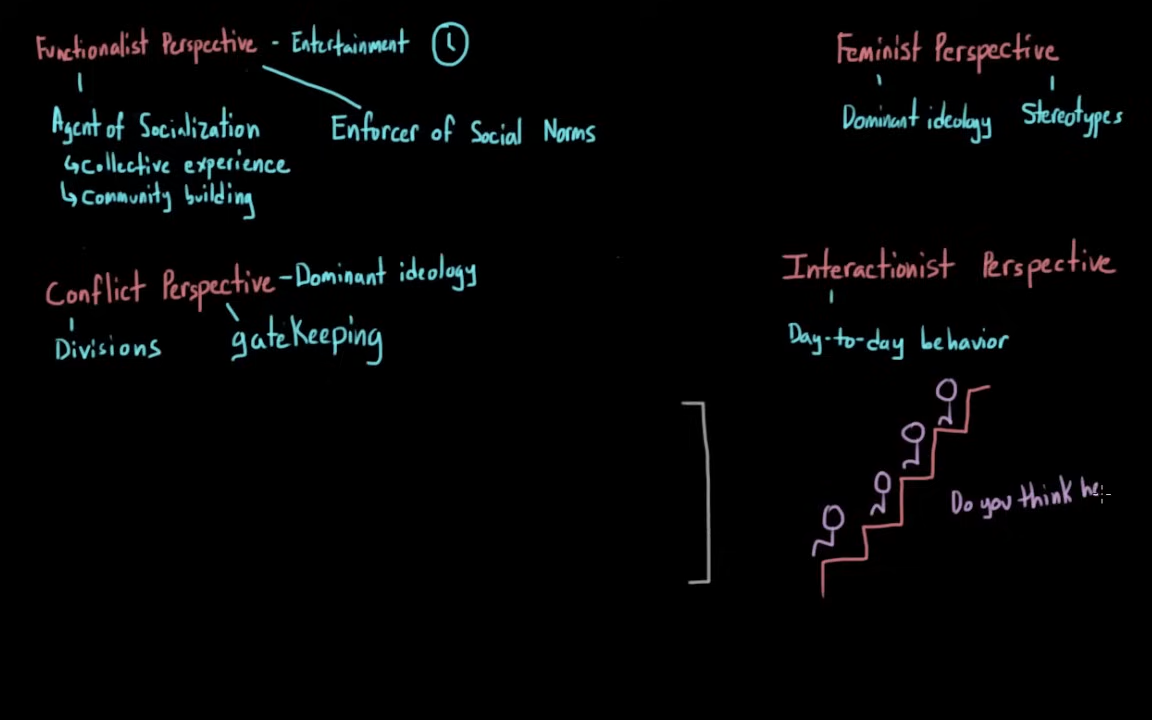 Functionalist Perspective - Entertainment
Agent of Socialization
Enforcer of Social Norms
↳collective experience
↳Community building
Conflict Perspective -Dominant ideology
Divisions
gateKeeping
Feminist Perspective
Dominant ideology
Stereotypes
Interactionist Perspective
Day-to-day behavior
Do you think he